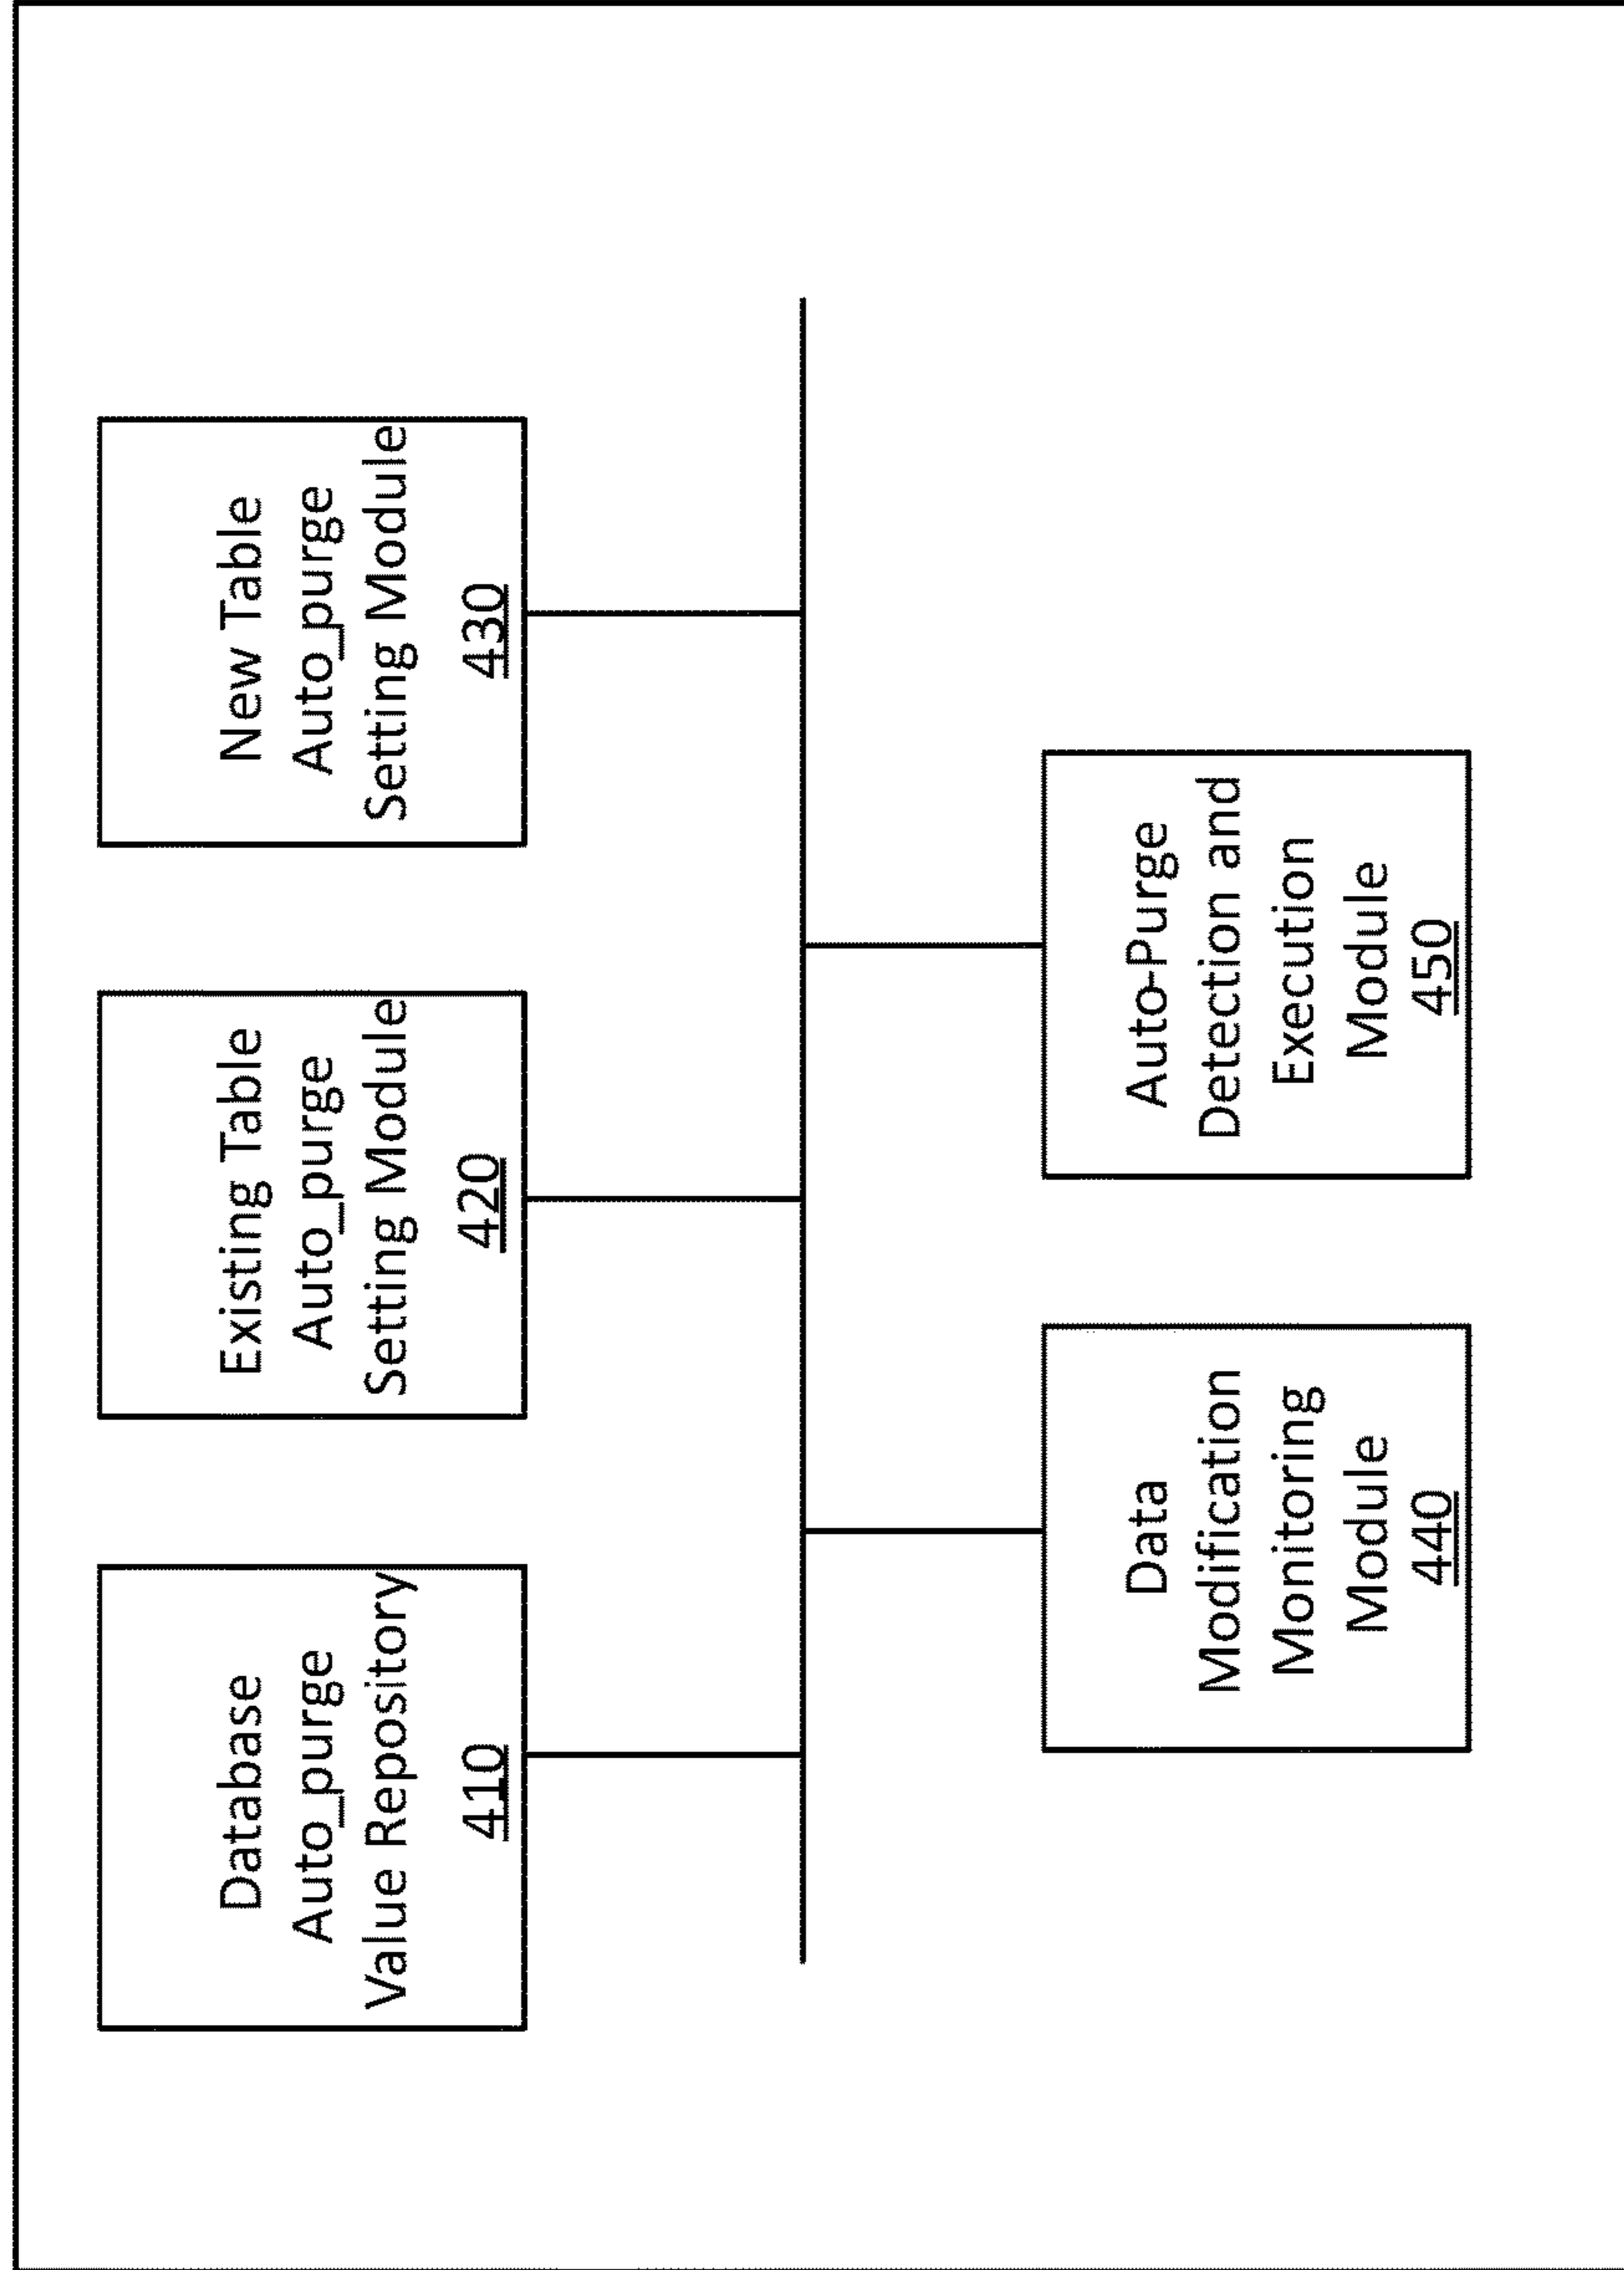 Database
Auto_purge
Value Repository
410
Existing Table
Auto_purge
Setting Module
420
New Table
Auto_purge
Setting Module
430
Data
Modification
Monitoring
Module
440
Auto-Purge
Detection and
Execution
Module
450